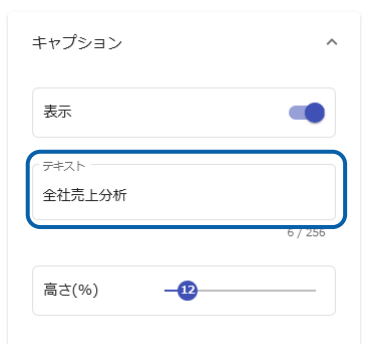 キャプション
表示
テキスト
全社売上分析
6 / 256
高さ(%)
12